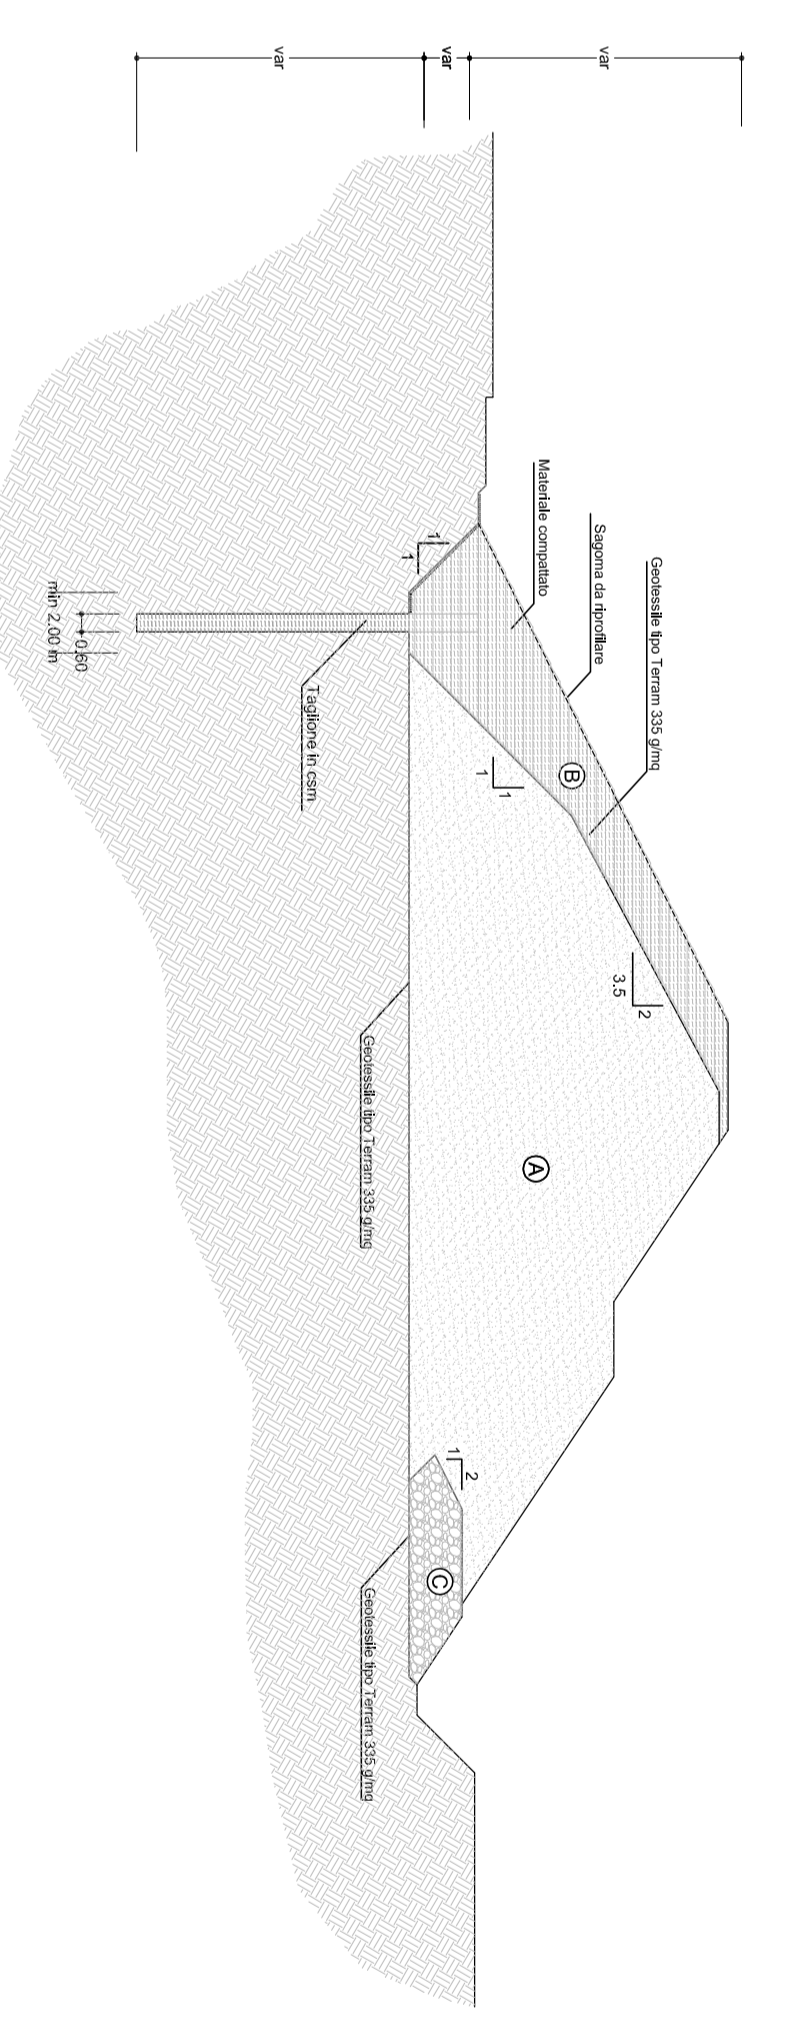 var
var
var
Geotessile tipo Terram 335 g/mq
Sagoma da riprofilare
Materiale compattato
1
1
B
1
1
2
3.5
A
2
1
C
Taglione in csm
0.60
min 2.00 m
Geotessile tipo Terram 335 g/mq
Geotessile tipo Terram 335 g/mq